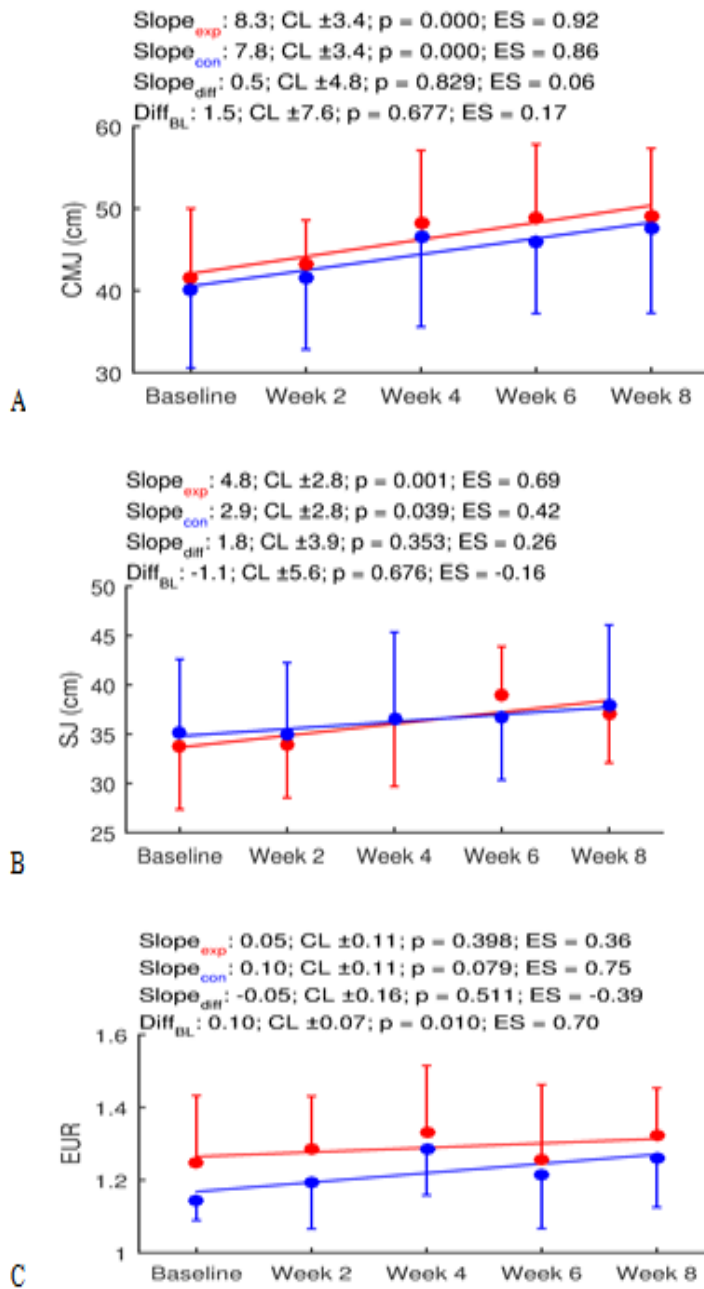 Slope_exp: 8.3; CL ±3.4; p = 0.000; ES = 0.92
Slope_con: 7.8; CL ±3.4; p = 0.000; ES = 0.86
Slope_diff: 0.5; CL ±4.8; p = 0.829; ES = 0.06
Diff_BL: 1.5; CL ±7.6; p = 0.677; ES = 0.17
60
50
40
30
CMJ (cm)
Baseline Week 2 Week 4 Week 6 Week 8
A
Slope_exp: 4.8; CL ±2.8; p = 0.001; ES = 0.69
Slope_con: 2.9; CL ±2.8; p = 0.039; ES = 0.42
Slope_diff: 1.8; CL ±3.9; p = 0.353; ES = 0.26
Diff_BL: -1.1; CL ±5.6; p = 0.676; ES = -0.16
50
45
40
35
30
25
SJ (cm)
Baseline Week 2 Week 4 Week 6 Week 8
B
Slope_exp: 0.05; CL ±0.11; p = 0.398; ES = 0.36
Slope_con: 0.10; CL ±0.11; p = 0.079; ES = 0.75
Slope_diff: -0.05; CL ±0.16; p = 0.511; ES = -0.39
Diff_BL: 0.10; CL ±0.07; p = 0.010; ES = 0.70
1.6
1.4
1.2
1
EUR
Baseline Week 2 Week 4 Week 6 Week 8
C